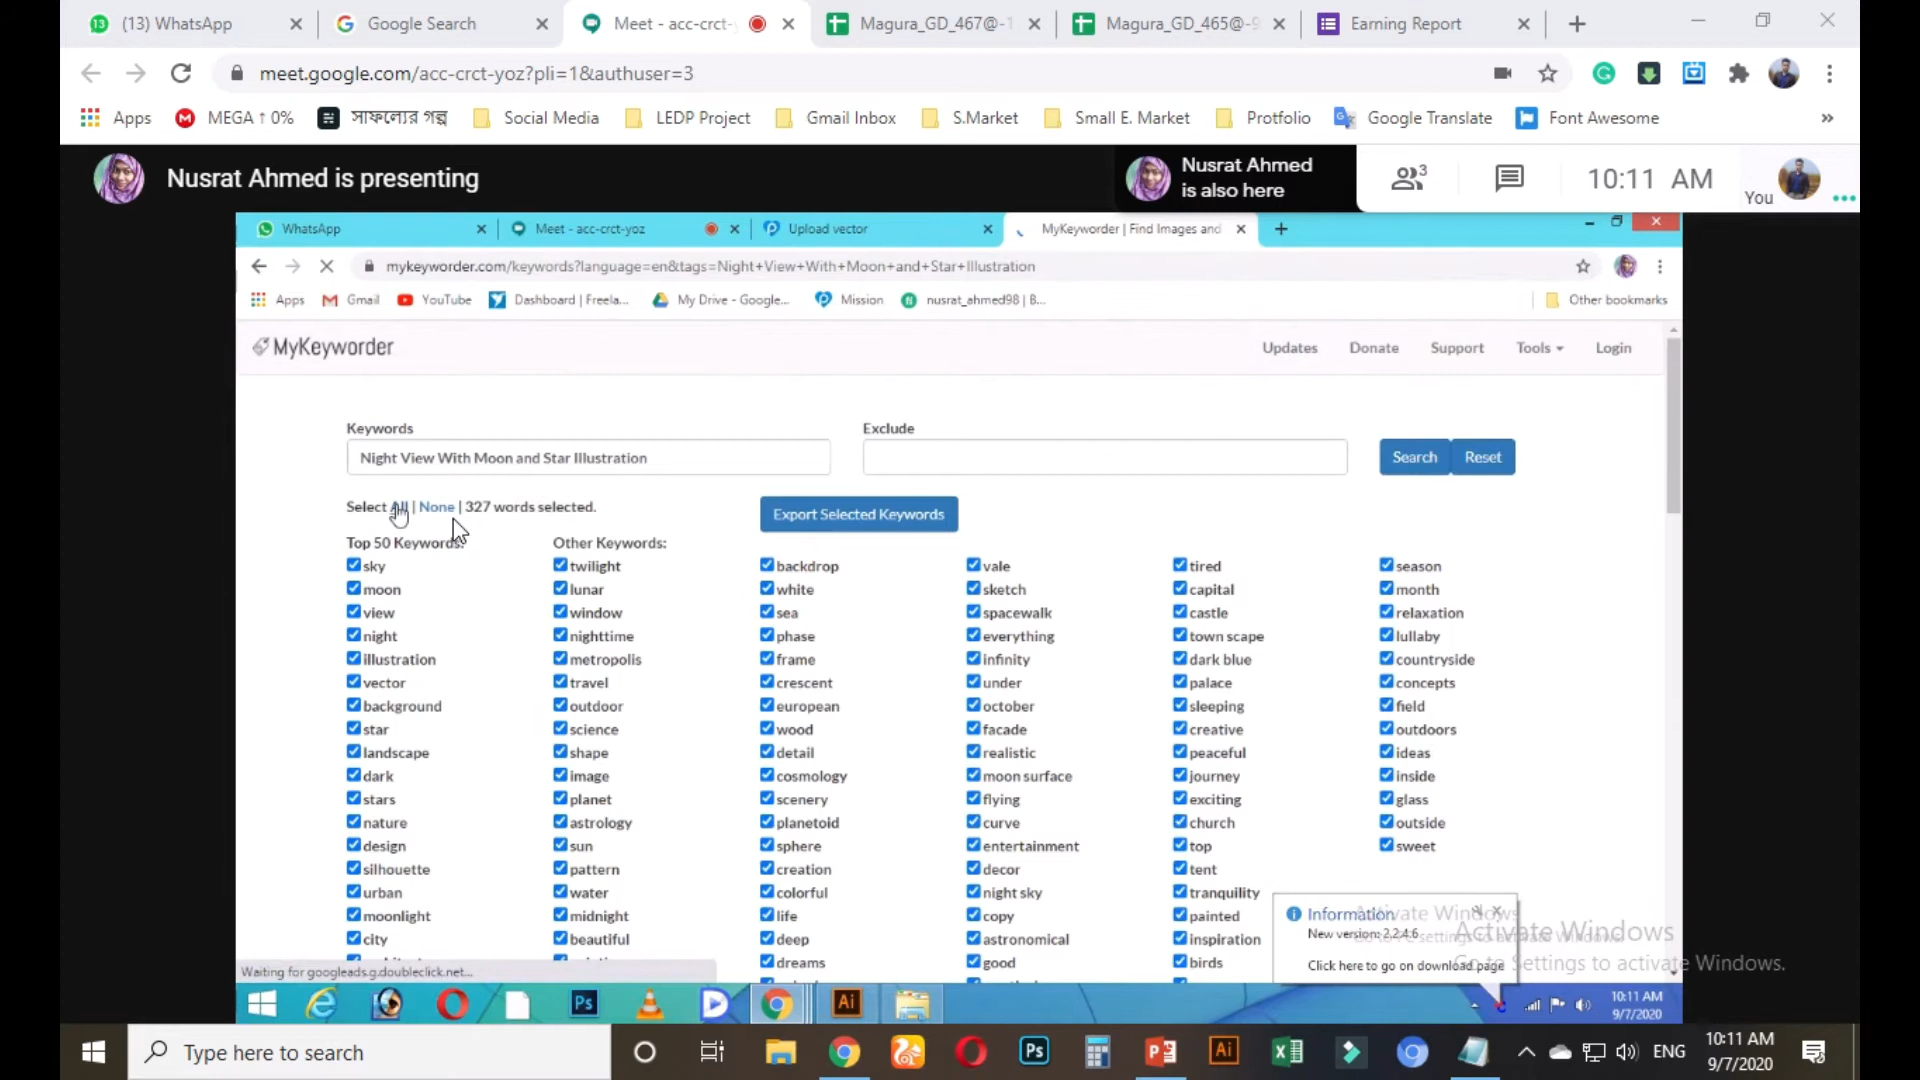 (13) WhatsApp
Google Search
Meet - acc-crct-
Magura_GD_467@-1
Magura_GD_465@-9
Earning Report
meet.google.com/acc-crct-yoz?pli=1&authuser=3
Apps
MEGA ↑ 0%
সাফল্যের গল্প
Social Media
LEDP Project
Gmail Inbox
S.Market
Small E. Market
Protfolio
Google Translate
Font Awesome
Nusrat Ahmed is presenting
Nusrat Ahmed
is also here
3
10:11 AM
You
WhatsApp
Meet - acc-crct-yoz
Upload vector
MyKeyworder | Find Images and
mykeyworder.com/keywords?language=en&tags=Night+View+With+Moon+and+Star+Illustration
Apps
Gmail
YouTube
Dashboard | Freela...
My Drive - Google...
Mission
nusrat_ahmed98 | B...
Other bookmarks
MyKeyworder
Updates
Donate
Support
Tools
Login
Keywords
Exclude
Night View With Moon and Star Illustration
Search
Reset
Select All | None | 327 words selected.
Export Selected Keywords
Top 50 Keywords:
Other Keywords:
sky
twilight
backdrop
vale
tired
season
moon
lunar
white
sketch
capital
month
view
window
sea
spacewalk
castle
relaxation
night
nighttime
phase
everything
town scape
lullaby
illustration
metropolis
frame
infinity
dark blue
countryside
vector
travel
crescent
under
palace
concepts
background
outdoor
european
october
sleeping
field
star
science
wood
facade
creative
outdoors
landscape
shape
detail
realistic
peaceful
ideas
dark
image
cosmology
moon surface
journey
inside
stars
planet
scenery
flying
exciting
glass
nature
astrology
planetoid
curve
church
outside
design
sun
sphere
entertainment
top
sweet
silhouette
pattern
creation
decor
tent
urban
water
colorful
night sky
tranquility
moonlight
midnight
life
copy
painted
city
beautiful
deep
astronomical
inspiration
dreams
good
birds
Information
New version: 2.2.4.6
Click here to go on download page
Activate Windows
Go to Settings to activate Windows.
Waiting for googleads.g.doubleclick.net...
Ps
Ai
10:11 AM
9/7/2020
Type here to search
Ps
Ai
ENG
10:11 AM
9/7/2020